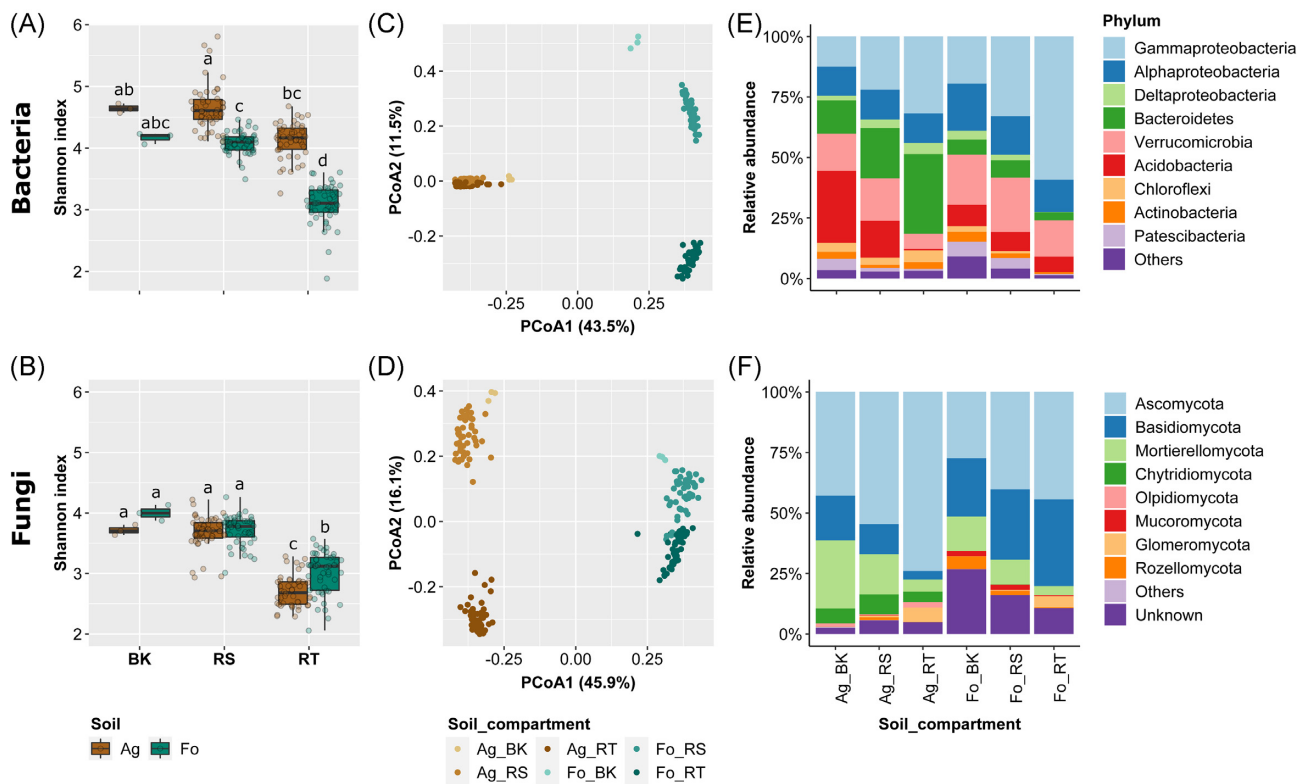 (A)
Bacteria
Shannon index
6
5
4
3
2
ab
abc
a
c
bc
d
(C)
PCoA2 (11.5%)
0.4
0.2
0.0
-0.2
-0.25
0.00
0.25
PCoA1 (43.5%)
(E)
Relative abundance
100%
75%
50%
25%
0%
Phylum
Gammaproteobacteria
Alphaproteobacteria
Deltaproteobacteria
Bacteroidetes
Verrucomicrobia
Acidobacteria
Chloroflexi
Actinobacteria
Patescibacteria
Others
(B)
Fungi
Shannon index
6
5
4
3
2
a
a
a
a
c
b
BK
RS
RT
Soil
Ag
Fo
(D)
PCoA2 (16.1%)
0.4
0.2
0.0
-0.2
-0.25
0.00
0.25
PCoA1 (45.9%)
Soil_compartment
Ag_BK
Ag_RT
Fo_RS
Ag_RS
Fo_BK
Fo_RT
(F)
Relative abundance
100%
75%
50%
25%
0%
Ag_BK
Ag_RS
Ag_RT
Fo_BK
Fo_RS
Fo_RT
Soil_compartment
Ascomycota
Basidiomycota
Mortierellomycota
Chytridiomycota
Olpidiomycota
Mucoromycota
Glomeromycota
Rozellomycota
Others
Unknown